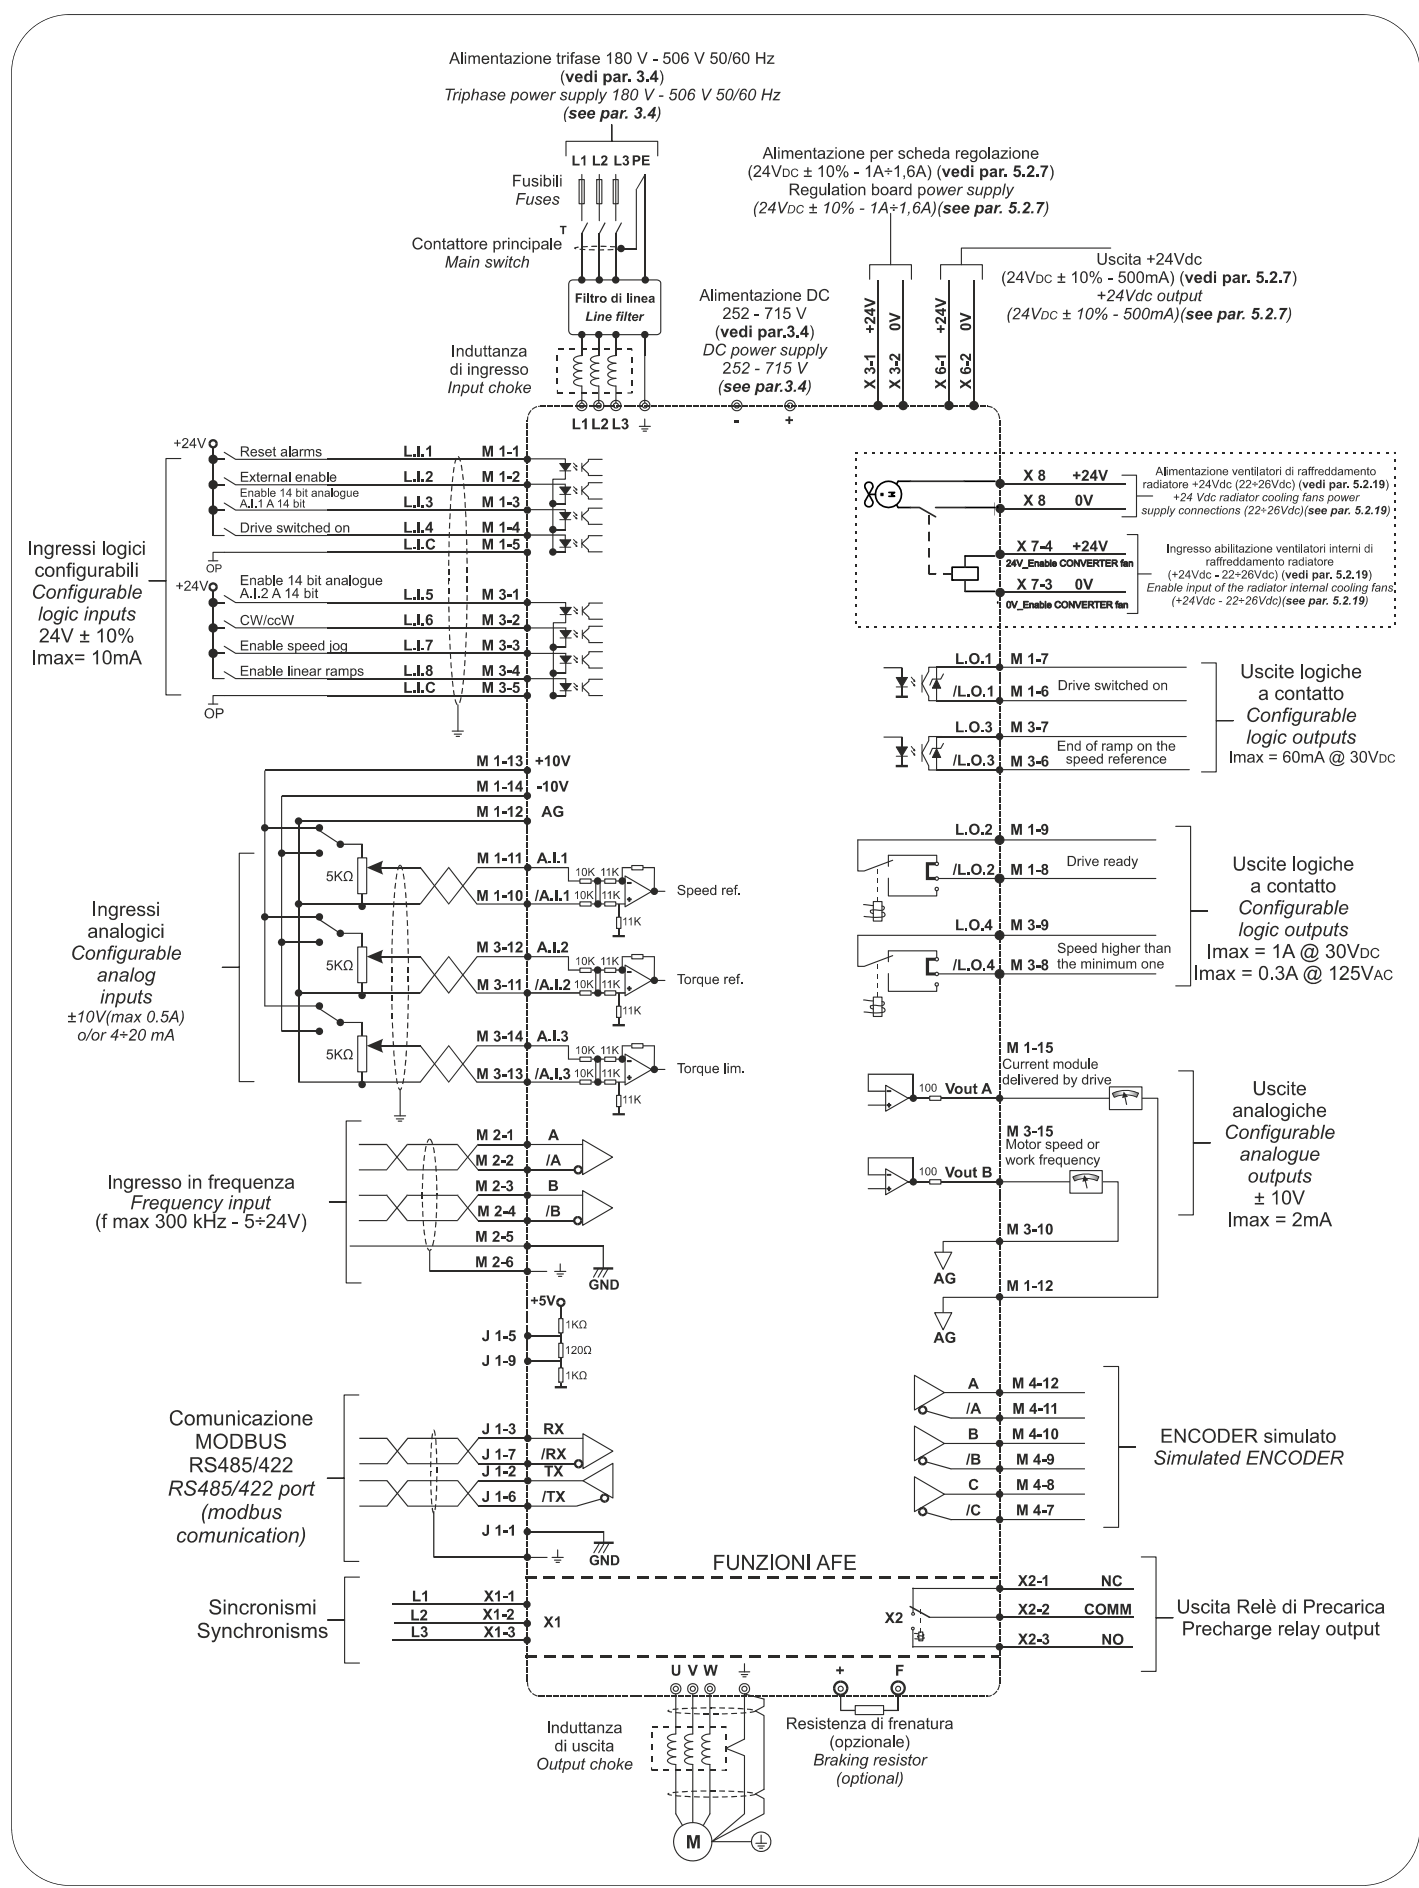 Alimentazione trifase 180 V - 506 V 50/60 Hz
(vedi par. 3.4)
Triphase power supply 180 V - 506 V 50/60 Hz
(see par. 3.4)
L1 L2 L3 PE
Fusibili
Fuses
T
Contattore principale
Main switch
Filtro di linea
Line filter
Induttanza
di ingresso
Input choke
L1 L2 L3
Alimentazione DC
252 - 715 V
(vedi par.3.4)
DC power supply
252 - 715 V
(see par.3.4)
- +
Alimentazione per scheda regolazione
(24VDC ± 10% - 1A÷1,6A) (vedi par. 5.2.7)
Regulation board power supply
(24VDC ± 10% - 1A÷1,6A)(see par. 5.2.7)
X 3-1 +24V
X 3-2 0V
X 6-1 +24V
X 6-2 0V
Uscita +24Vdc
(24VDC ± 10% - 500mA) (vedi par. 5.2.7)
+24Vdc output
(24VDC ± 10% - 500mA)(see par. 5.2.7)
Ingressi logici
configurabili
Configurable
logic inputs
24V ± 10%
Imax= 10mA
+24V
Reset alarms L.I.1 M 1-1
External enable L.I.2 M 1-2
Enable 14 bit analogue
A.I.1 A 14 bit L.I.3 M 1-3
Drive switched on L.I.4 M 1-4
L.I.C M 1-5
OP
+24V
Enable 14 bit analogue
A.I.2 A 14 bit L.I.5 M 3-1
CW/ccW L.I.6 M 3-2
Enable speed jog L.I.7 M 3-3
Enable linear ramps L.I.8 M 3-4
L.I.C M 3-5
OP
M
X 8 +24V
X 8 0V
Alimentazione ventilatori di raffreddamento
radiatore +24Vdc (22÷26Vdc) (vedi par. 5.2.19)
+24 Vdc radiator cooling fans power
supply connections (22÷26Vdc)(see par. 5.2.19)
X 7-4 +24V
24V_Enable CONVERTER fan
X 7-3 0V
0V_Enable CONVERTER fan
Ingresso abilitazione ventilatori interni di
raffreddamento radiatore
(+24Vdc - 22÷26Vdc) (vedi par. 5.2.19)
Enable input of the radiator internal cooling fans
(+24Vdc - 22÷26Vdc)(see par. 5.2.19)
L.O.1 M 1-7
/L.O.1 M 1-6 Drive switched on
L.O.3 M 3-7
/L.O.3 M 3-6 End of ramp on the
speed reference
Uscite logiche
a contatto
Configurable
logic outputs
Imax = 60mA @ 30VDC
L.O.2 M 1-9
/L.O.2 M 1-8 Drive ready
L.O.4 M 3-9
/L.O.4 M 3-8 Speed higher than
the minimum one
Uscite logiche
a contatto
Configurable
logic outputs
Imax = 1A @ 30VDC
Imax = 0.3A @ 125VAC
Ingressi
analogici
Configurable
analog
inputs
±10V(max 0.5A)
o/or 4÷20 mA
M 1-13 +10V
M 1-14 -10V
M 1-12 AG
5KΩ
M 1-11 A.I.1
M 1-10 /A.I.1
10K 11K
10K 11K
11K
- +
Speed ref.
5KΩ
M 3-12 A.I.2
M 3-11 /A.I.2
10K 11K
10K 11K
11K
- +
Torque ref.
5KΩ
M 3-14 A.I.3
M 3-13 /A.I.3
10K 11K
10K 11K
11K
- +
Torque lim.
M 1-15
Current module
delivered by drive
100 Vout A
- +
M 3-15
Motor speed or
work frequency
100 Vout B
- +
M 3-10
AG
M 1-12
AG
Uscite
analogiche
Configurable
analogue
outputs
± 10V
Imax = 2mA
Ingresso in frequenza
Frequency input
(f max 300 kHz - 5÷24V)
M 2-1 A
M 2-2 /A
M 2-3 B
M 2-4 /B
M 2-5
M 2-6
GND
+5V
1KΩ
J 1-5
120Ω
J 1-9
1KΩ
Comunicazione
MODBUS
RS485/422
RS485/422 port
(modbus
comunication)
J 1-3 RX
J 1-7 /RX
J 1-2 TX
J 1-6 /TX
J 1-1
GND
A M 4-12
/A M 4-11
B M 4-10
/B M 4-9
C M 4-8
/C M 4-7
ENCODER simulato
Simulated ENCODER
FUNZIONI AFE
Sincronismi
Synchronisms
L1 X1-1
L2 X1-2
L3 X1-3
X1
X2
X2-1 NC
X2-2 COMM
X2-3 NO
Uscita Relè di Precarica
Precharge relay output
U V W
+ F
Induttanza
di uscita
Output choke
Resistenza di frenatura
(opzionale)
Braking resistor
(optional)
M